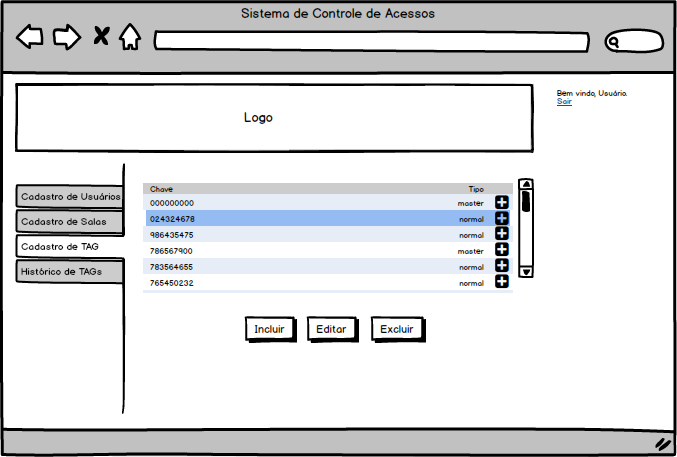 Sistema de Controle de Acessos
Bem vindo, Usuário.
Sair
Logo
Cadastro de Usuários
Cadastro de Salas
Cadastro de TAG
Histórico de TAGs
Chave Tipo
000000000 master
024324678 normal
986435475 normal
786567900 master
783564655 normal
765450232 normal
Incluir Editar Excluir